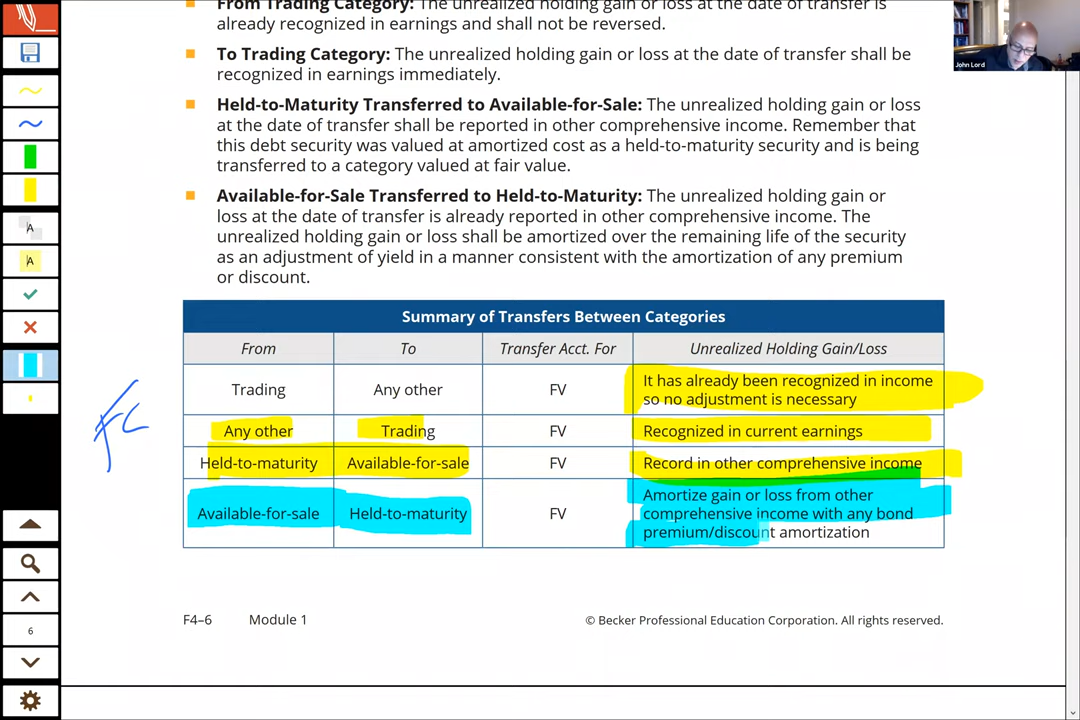 From Trading Category: The unrealized holding gain or loss at the date of transfer is
already recognized in earnings and shall not be reversed.
To Trading Category: The unrealized holding gain or loss at the date of transfer shall be
recognized in earnings immediately.
Held-to-Maturity Transferred to Available-for-Sale: The unrealized holding gain or loss
at the date of transfer shall be reported in other comprehensive income. Remember that
this debt security was valued at amortized cost as a held-to-maturity security and is being
transferred to a category valued at fair value.
Available-for-Sale Transferred to Held-to-Maturity: The unrealized holding gain or
loss at the date of transfer is already reported in other comprehensive income. The
unrealized holding gain or loss shall be amortized over the remaining life of the security
as an adjustment of yield in a manner consistent with the amortization of any premium
or discount.
Summary of Transfers Between Categories
From To Transfer Acct. For Unrealized Holding Gain/Loss
Trading Any other FV It has already been recognized in income
so no adjustment is necessary
Any other Trading FV Recognized in current earnings
Held-to-maturity Available-for-sale FV Record in other comprehensive income
Available-for-sale Held-to-maturity FV Amortize gain or loss from other
comprehensive income with any bond
premium/discount amortization
F4–6 Module 1 © Becker Professional Education Corporation. All rights reserved.
John Lord
A
A
6